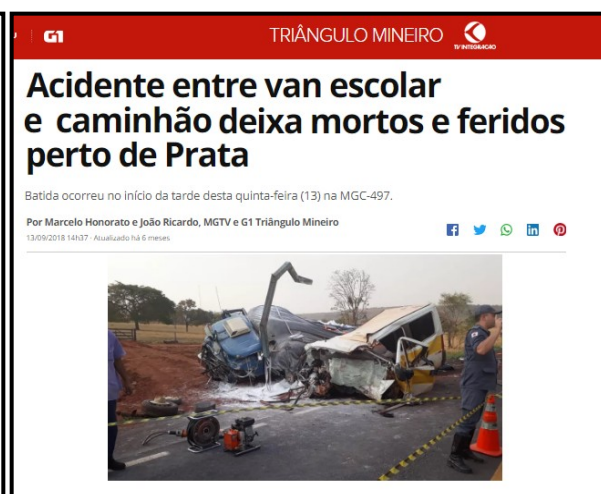 G1
TRIÂNGULO MINEIRO
TV INTEGRAÇÃO
Acidente entre van escolar
e caminhão deixa mortos e feridos
perto de Prata
Batida ocorreu no início da tarde desta quinta-feira (13) na MGC-497.
Por Marcelo Honorato e João Ricardo, MGTV e G1 Triângulo Mineiro
13/09/2018 14h37 · Atualizado há 6 meses